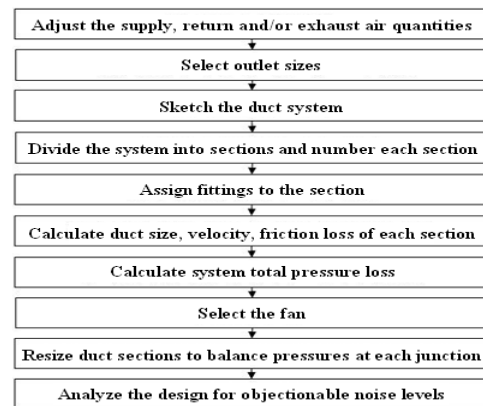 Adjust the supply, return and/or exhaust air quantities
Select outlet sizes
Sketch the duct system
Divide the system into sections and number each section
Assign fittings to the section
Calculate duct size, velocity, friction loss of each section
Calculate system total pressure loss
Select the fan
Resize duct sections to balance pressures at each junction
Analyze the design for objectionable noise levels